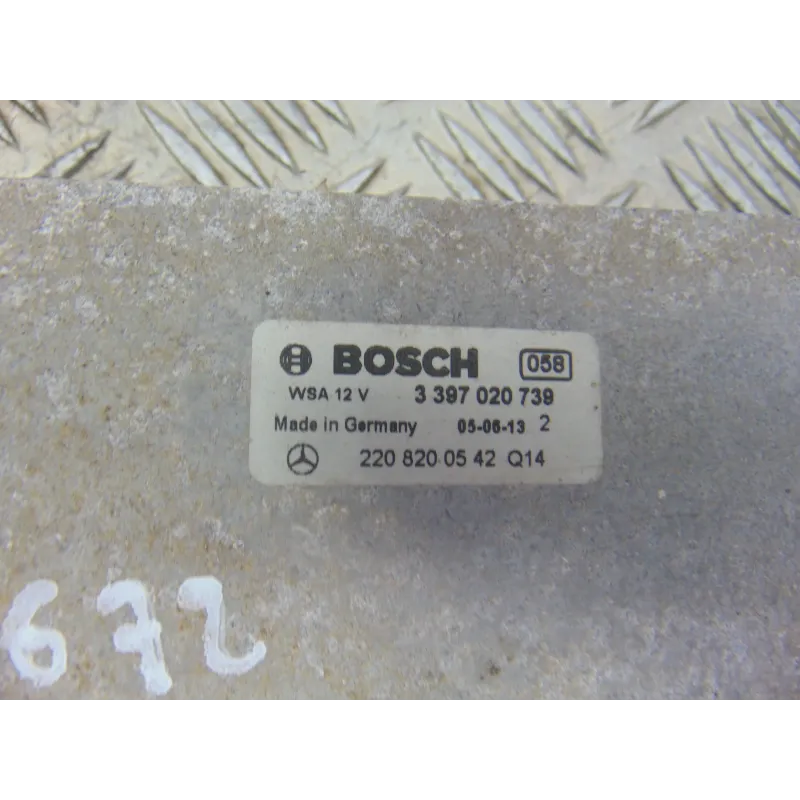 BOSCH 058
WSA 12 V 3 397 020 739
Made in Germany 05-06-13 2
220 820 05 42 Q14
672